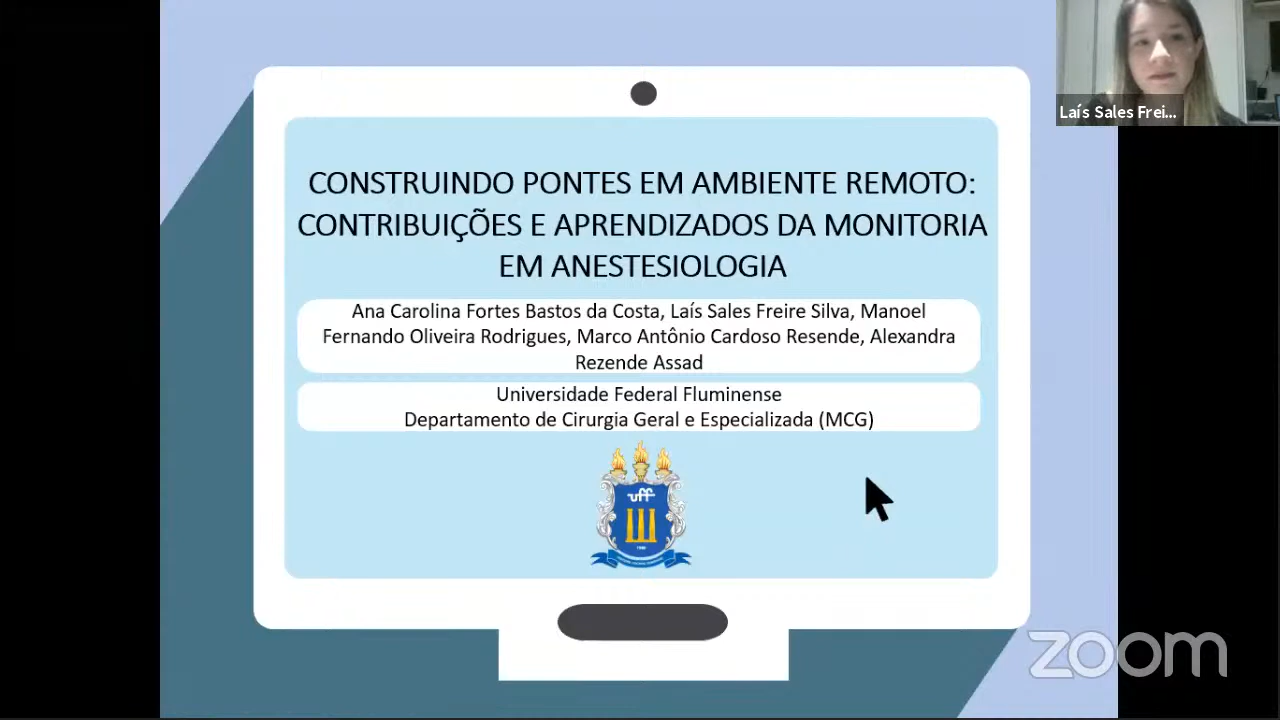 CONSTRUINDO PONTES EM AMBIENTE REMOTO:
CONTRIBUIÇÕES E APRENDIZADOS DA MONITORIA
EM ANESTESIOLOGIA
Ana Carolina Fortes Bastos da Costa, Laís Sales Freire Silva, Manoel
Fernando Oliveira Rodrigues, Marco Antônio Cardoso Resende, Alexandra
Rezende Assad
Universidade Federal Fluminense
Departamento de Cirurgia Geral e Especializada (MCG)
uff
Laís Sales Frei...
zoom